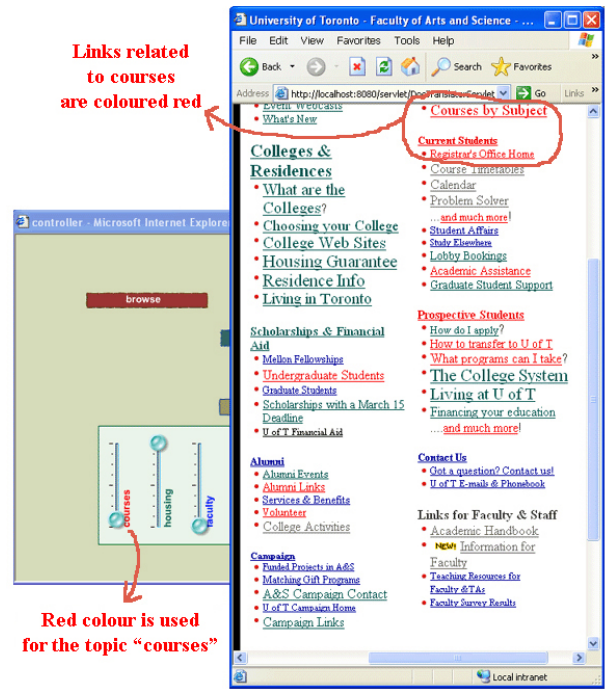 Links related
to courses
are coloured red
University of Toronto - Faculty of Arts and Science - ...
File Edit View Favorites Tools Help
Back Search Favorites
Address http://localhost:8080/servlet/DocTranslatorServlet Go Links
Event Webcasts
What's New
Colleges &
Residences
What are the
Colleges?
Choosing your College
College Web Sites
Housing Guarantee
Residence Info
Living in Toronto
Scholarships & Financial
Aid
Mellon Fellowships
Undergraduate Students
Graduate Students
Scholarships with a March 15
Deadline
U of T Financial Aid
Alumni
Alumni Events
Alumni Links
Services & Benefits
Volunteer
College Activities
Campaign
Funded Projects in A&S
Matching Gift Programs
A&S Campaign Contact
U of T Campaign Home
Campaign Links
Courses by Subject
Current Students
Registrar's Office Home
Course Timetables
Calendar
Problem Solver
...and much more!
Student Affairs
Study Elsewhere
Lobby Bookings
Academic Assistance
Graduate Student Support
Prospective Students
How do I apply?
How to transfer to U of T
What programs can I take?
The College System
Living at U of T
Financing your education
....and much more!
Contact Us
Got a question? Contact us!
U of T E-mails & Phonebook
Links for Faculty & Staff
Academic Handbook
NEW! Information for
Faculty
Teaching Resources for
Faculty &TAs
Faculty Survey Results
Local intranet
controller - Microsoft Internet Explorer
browse
courses
housing
faculty
Red colour is used
for the topic “courses”